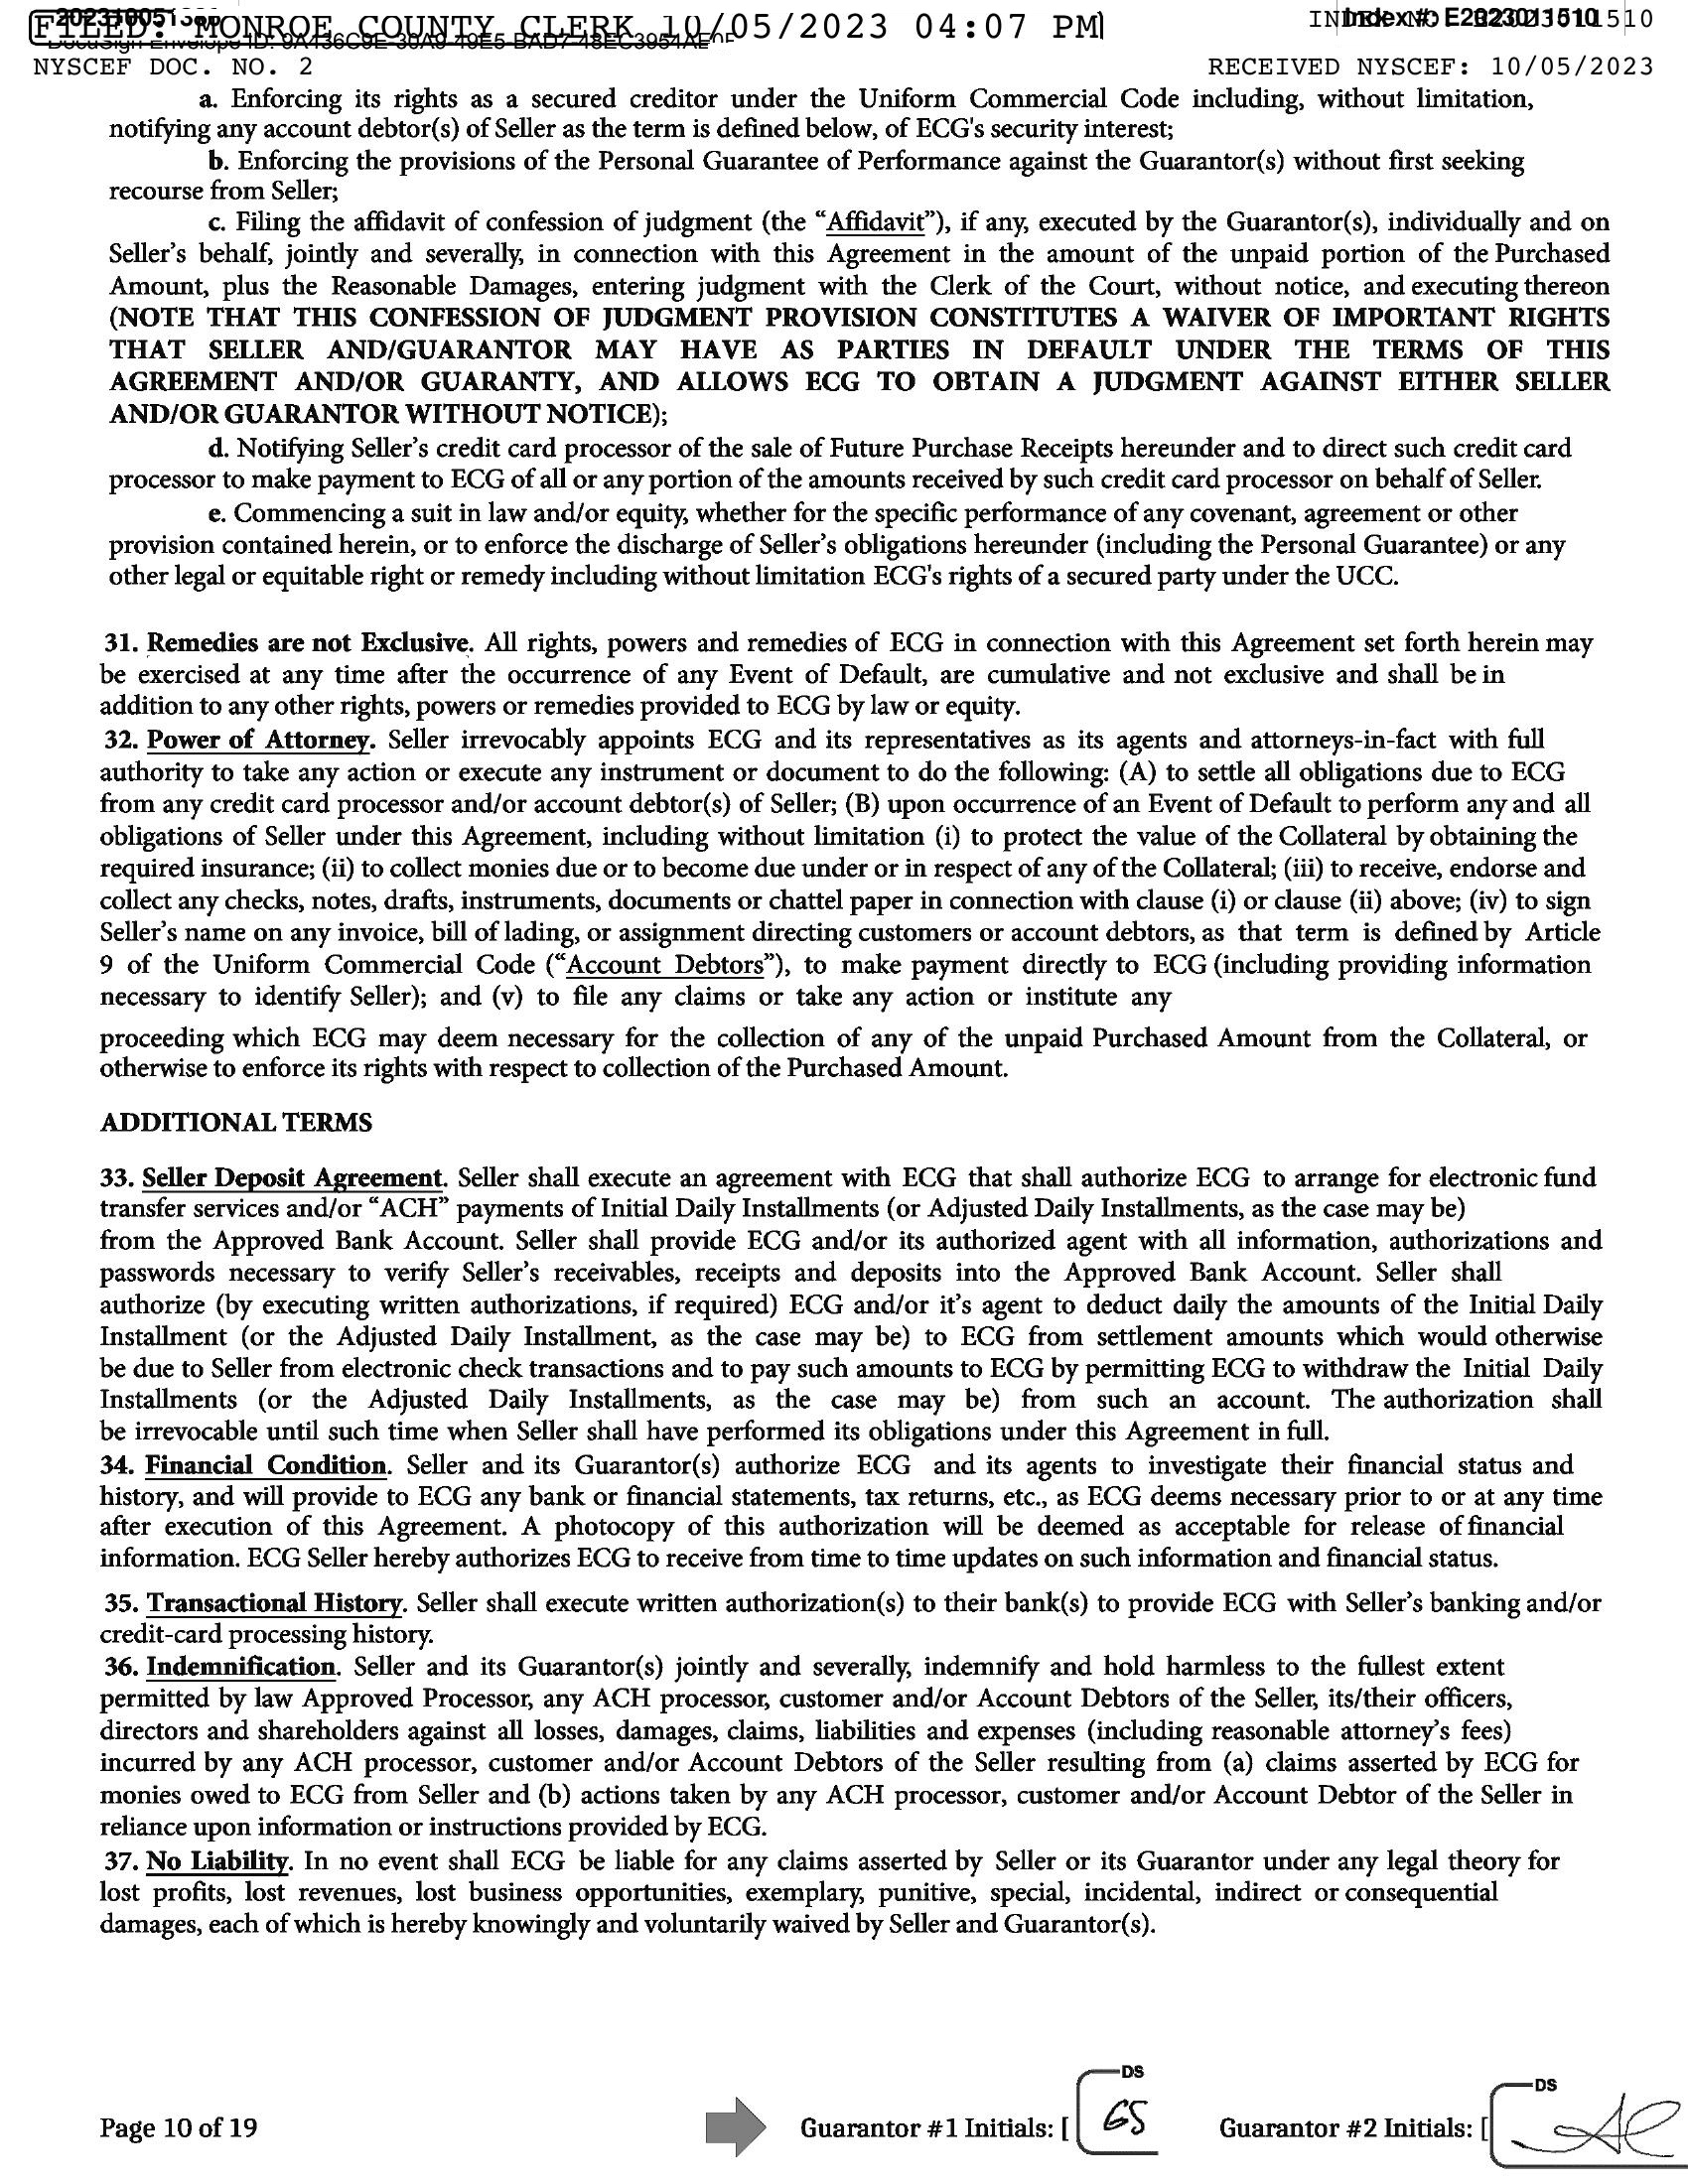 FILED: MONROE COUNTY CLERK 10/05/2023 04:07 PM
NYSCEF DOC. NO. 2
RECEIVED NYSCEF: 10/05/2023
a. Enforcing its rights as a secured creditor under the Uniform Commercial Code including, without limitation,
notifying any account debtor(s) of Seller as the term is defined below, of ECG's security interest;
b. Enforcing the provisions of the Personal Guarantee of Performance against the Guarantor(s) without first seeking
recourse from Seller;
c. Filing the affidavit of confession of judgment (the “Affidavit”), if any, executed by the Guarantor(s), individually and on
Seller’s behalf, jointly and severally, in connection with this Agreement in the amount of the unpaid portion of the Purchased
Amount, plus the Reasonable Damages, entering judgment with the Clerk of the Court, without notice, and executing thereon
(NOTE THAT THIS CONFESSION OF JUDGMENT PROVISION CONSTITUTES A WAIVER OF IMPORTANT RIGHTS
THAT SELLER AND/GUARANTOR MAY HAVE AS PARTIES IN DEFAULT UNDER THE TERMS OF THIS
AGREEMENT AND/OR GUARANTY, AND ALLOWS ECG TO OBTAIN A JUDGMENT AGAINST EITHER SELLER
AND/OR GUARANTOR WITHOUT NOTICE);
d. Notifying Seller’s credit card processor of the sale of Future Purchase Receipts hereunder and to direct such credit card
processor to make payment to ECG of all or any portion of the amounts received by such credit card processor on behalf of Seller.
e. Commencing a suit in law and/or equity, whether for the specific performance of any covenant, agreement or other
provision contained herein, or to enforce the discharge of Seller’s obligations hereunder (including the Personal Guarantee) or any
other legal or equitable right or remedy including without limitation ECG's rights of a secured party under the UCC.
31. Remedies are not Exclusive. All rights, powers and remedies of ECG in connection with this Agreement set forth herein may
be exercised at any time after the occurrence of any Event of Default, are cumulative and not exclusive and shall be in
addition to any other rights, powers or remedies provided to ECG by law or equity.
32. Power of Attorney. Seller irrevocably appoints ECG and its representatives as its agents and attorneys-in-fact with full
authority to take any action or execute any instrument or document to do the following: (A) to settle all obligations due to ECG
from any credit card processor and/or account debtor(s) of Seller; (B) upon occurrence of an Event of Default to perform any and all
obligations of Seller under this Agreement, including without limitation (i) to protect the value of the Collateral by obtaining the
required insurance; (ii) to collect monies due or to become due under or in respect of any of the Collateral; (iii) to receive, endorse and
collect any checks, notes, drafts, instruments, documents or chattel paper in connection with clause (i) or clause (ii) above; (iv) to sign
Seller’s name on any invoice, bill of lading, or assignment directing customers or account debtors, as that term is defined by Article
9 of the Uniform Commercial Code (“Account Debtors”), to make payment directly to ECG (including providing information
necessary to identify Seller); and (v) to file any claims or take any action or institute any
proceeding which ECG may deem necessary for the collection of any of the unpaid Purchased Amount from the Collateral, or
otherwise to enforce its rights with respect to collection of the Purchased Amount.
ADDITIONAL TERMS
33. Seller Deposit Agreement. Seller shall execute an agreement with ECG that shall authorize ECG to arrange for electronic fund
transfer services and/or “ACH” payments of Initial Daily Installments (or Adjusted Daily Installments, as the case may be)
from the Approved Bank Account. Seller shall provide ECG and/or its authorized agent with all information, authorizations and
passwords necessary to verify Seller’s receivables, receipts and deposits into the Approved Bank Account. Seller shall
authorize (by executing written authorizations, if required) ECG and/or it’s agent to deduct daily the amounts of the Initial Daily
Installment (or the Adjusted Daily Installment, as the case may be) to ECG from settlement amounts which would otherwise
be due to Seller from electronic check transactions and to pay such amounts to ECG by permitting ECG to withdraw the Initial Daily
Installments (or the Adjusted Daily Installments, as the case may be) from such an account. The authorization shall
be irrevocable until such time when Seller shall have performed its obligations under this Agreement in full.
34. Financial Condition. Seller and its Guarantor(s) authorize ECG and its agents to investigate their financial status and
history, and will provide to ECG any bank or financial statements, tax returns, etc., as ECG deems necessary prior to or at any time
after execution of this Agreement. A photocopy of this authorization will be deemed as acceptable for release of financial
information. ECG Seller hereby authorizes ECG to receive from time to time updates on such information and financial status.
35. Transactional History. Seller shall execute written authorization(s) to their bank(s) to provide ECG with Seller’s banking and/or
credit-card processing history.
36. Indemnification. Seller and its Guarantor(s) jointly and severally, indemnify and hold harmless to the fullest extent
permitted by law Approved Processor, any ACH processor, customer and/or Account Debtors of the Seller, its/their officers,
directors and shareholders against all losses, damages, claims, liabilities and expenses (including reasonable attorney’s fees)
incurred by any ACH processor, customer and/or Account Debtors of the Seller resulting from (a) claims asserted by ECG for
monies owed to ECG from Seller and (b) actions taken by any ACH processor, customer and/or Account Debtor of the Seller in
reliance upon information or instructions provided by ECG.
37. No Liability. In no event shall ECG be liable for any claims asserted by Seller or its Guarantor under any legal theory for
lost profits, lost revenues, lost business opportunities, exemplary, punitive, special, incidental, indirect or consequential
damages, each of which is hereby knowingly and voluntarily waived by Seller and Guarantor(s).
DS
DS
Page 10 of 19
Guarantor #1 Initials: [ GS
Guarantor #2 Initials: [